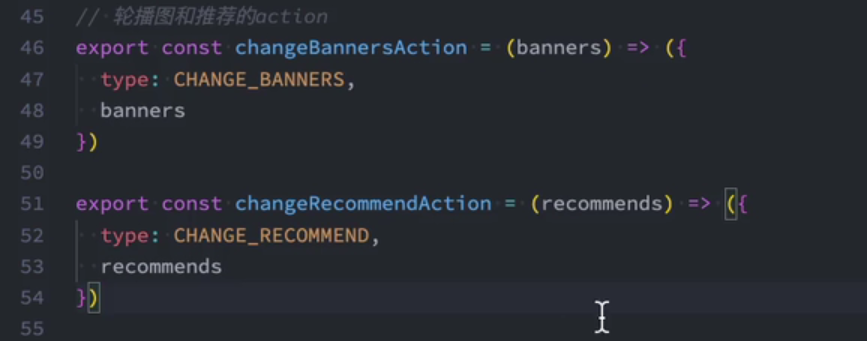 45 // 轮播图和推荐的action
46 export const changeBannersAction = (banners) => ({
47   type: CHANGE_BANNERS,
48   banners
49 })
50
51 export const changeRecommendAction = (recommends) => ({
52   type: CHANGE_RECOMMEND,
53   recommends
54 })
55